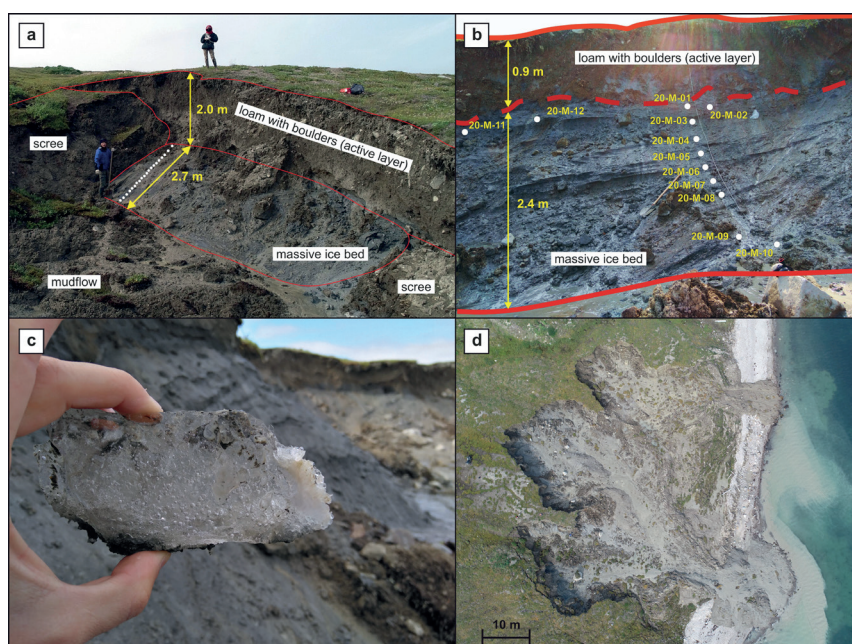 a
2.0 m
loam with boulders (active layer)
scree
2.7 m
massive ice bed
mudflow
scree
b
loam with boulders (active layer)
0.9 m
20-M-01
20-M-02
20-M-11
20-M-12
20-M-03
20-M-04
20-M-05
20-M-06
20-M-07
20-M-08
2.4 m
20-M-09
20-M-10
massive ice bed
c
d
10 m